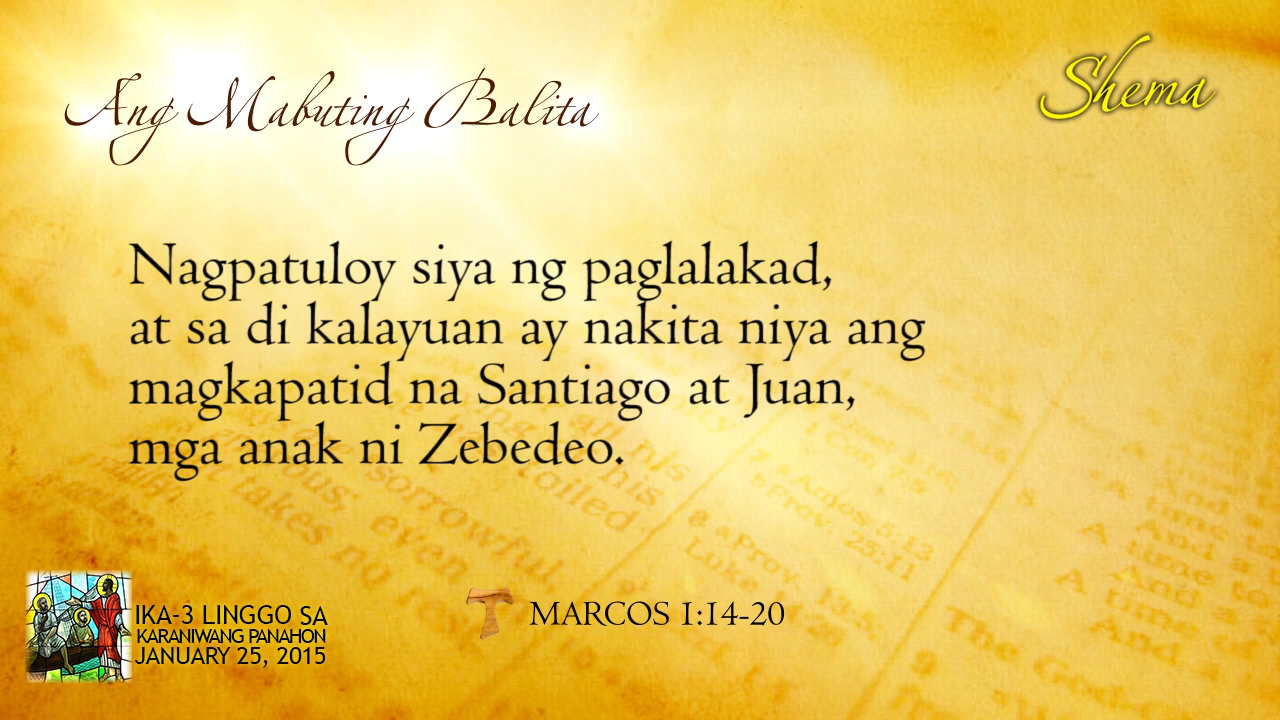 Ang Mabuting Balita
Shema
Nagpatuloy siya ng paglalakad,
at sa di kalayuan ay nakita niya ang
magkapatid na Santiago at Juan,
mga anak ni Zebedeo.
IKA-3 LINGGO SA
KARANIWANG PANAHON
JANUARY 25, 2015
MARCOS 1:14-20